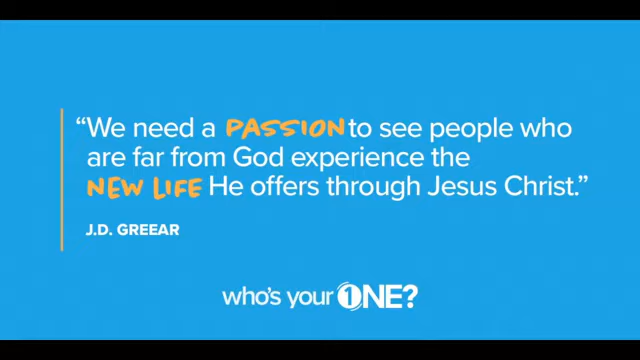 “We need a PASSION to see people who
are far from God experience the
NEW LIFE He offers through Jesus Christ.”
J.D. GREEAR
who's your 1NE?